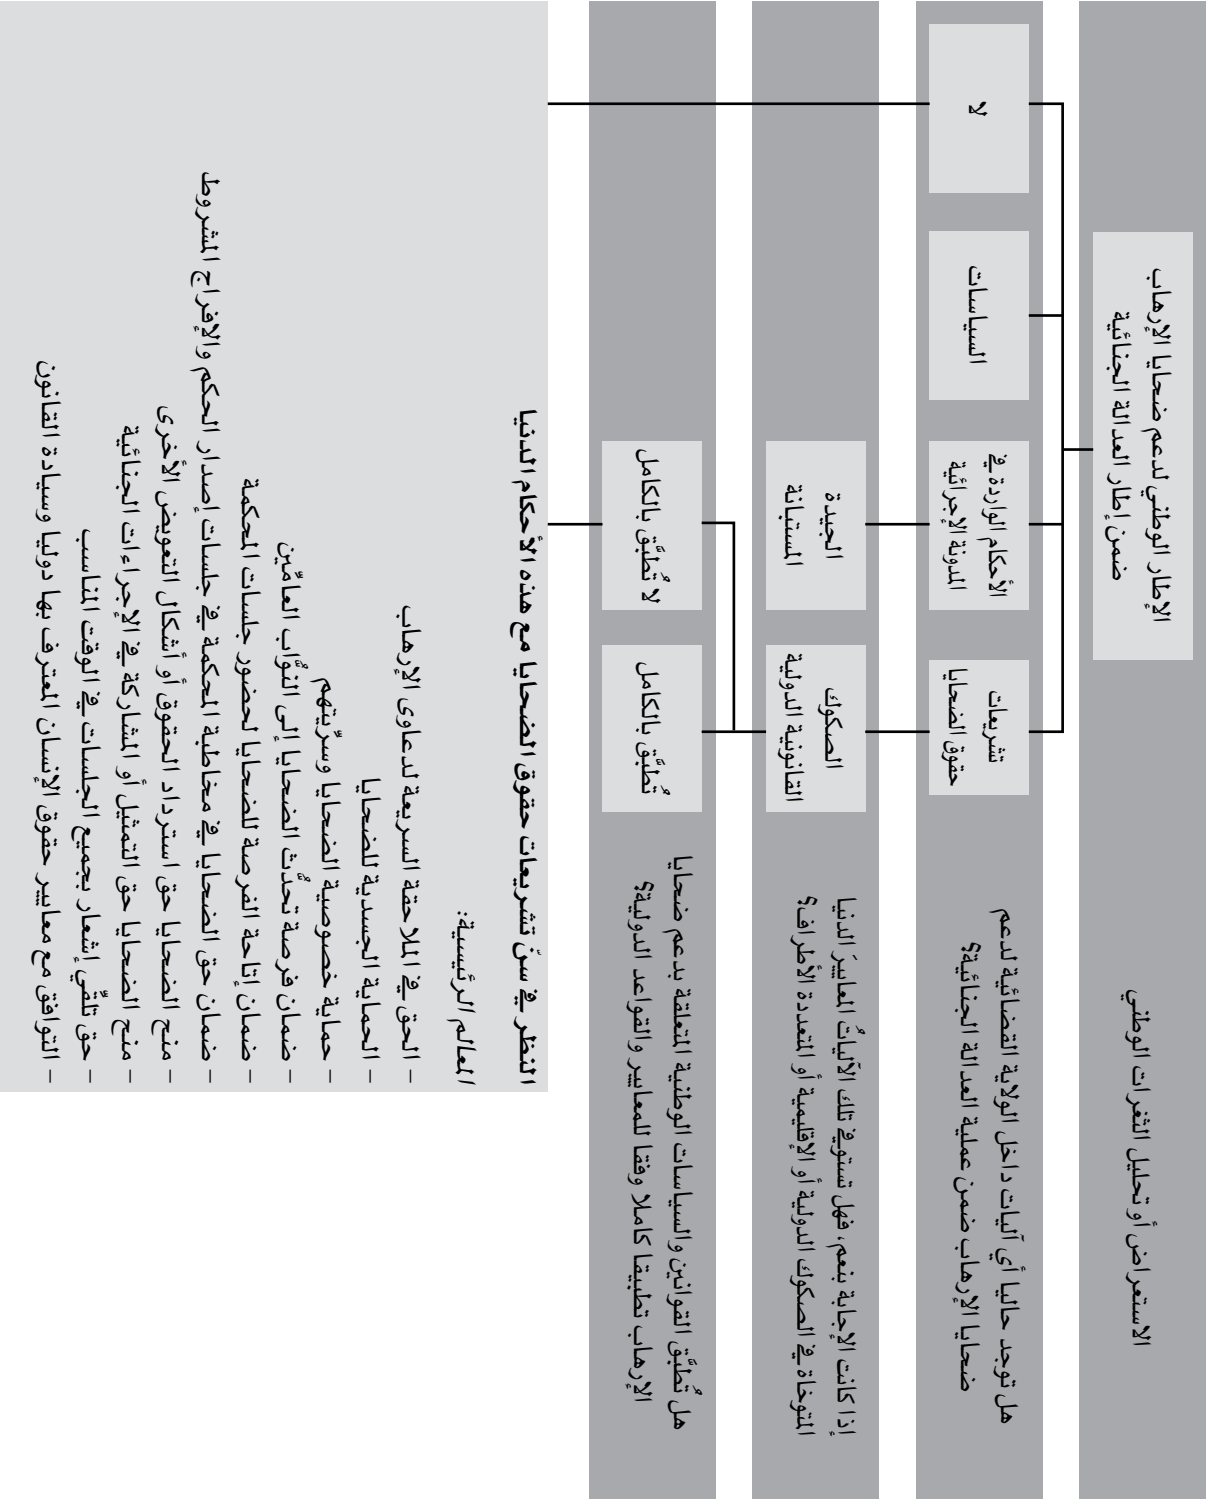 الاستعراض أو تحليل الثغرات الوطني
الإطار الوطني لدعم ضحايا الإرهاب
ضمن إطار العدالة الجنائية
هل توجد حاليا أي آليات داخل الولاية القضائية لدعم
ضحايا الإرهاب ضمن عملية العدالة الجنائية؟
تشريعات
حقوق الضحايا
الأحكام الواردة في
المدونة الإجرائية
السياسات
لا
إذا كانت الإجابة بنعم، فهل تستوفي تلك الآلياتُ المعاييرَ الدنيا
المتوخاة في الصكوك الدولية أو الإقليمية أو المتعددة الأطراف؟
الصكوك
القانونية الدولية
الجيدة
المستبانة
هل تُطبَّق القوانين والسياسات الوطنية المتعلقة بدعم ضحايا
الإرهاب تطبيقا كاملا وفقا للمعايير والقواعد الدولية؟
تُطبَّق بالكامل
لا تُطبَّق بالكامل
النظر في سنّ تشريعات حقوق الضحايا مع هذه الأحكام الدنيا
المعالم الرئيسية:
– الحق في الملاحقة السريعة لدعاوى الإرهاب
– الحماية الجسدية للضحايا
– حماية خصوصية الضحايا وسرِّيتهم
– ضمان فرصة تحدُّث الضحايا إلى النوَّاب العامِّين
– ضمان إتاحة الفرصة للضحايا لحضور جلسات المحكمة
– ضمان حق الضحايا في مخاطبة المحكمة في جلسات إصدار الحكم والإفراج المشروط
– منح الضحايا حق استرداد الحقوق أو أشكال التعويض الأخرى
– منح الضحايا حق التمثيل أو المشاركة في الإجراءات الجنائية
– حق تلقّي إشعار بجميع الجلسات في الوقت المناسب
– التوافق مع معايير حقوق الإنسان المعترف بها دوليا وسيادة القانون